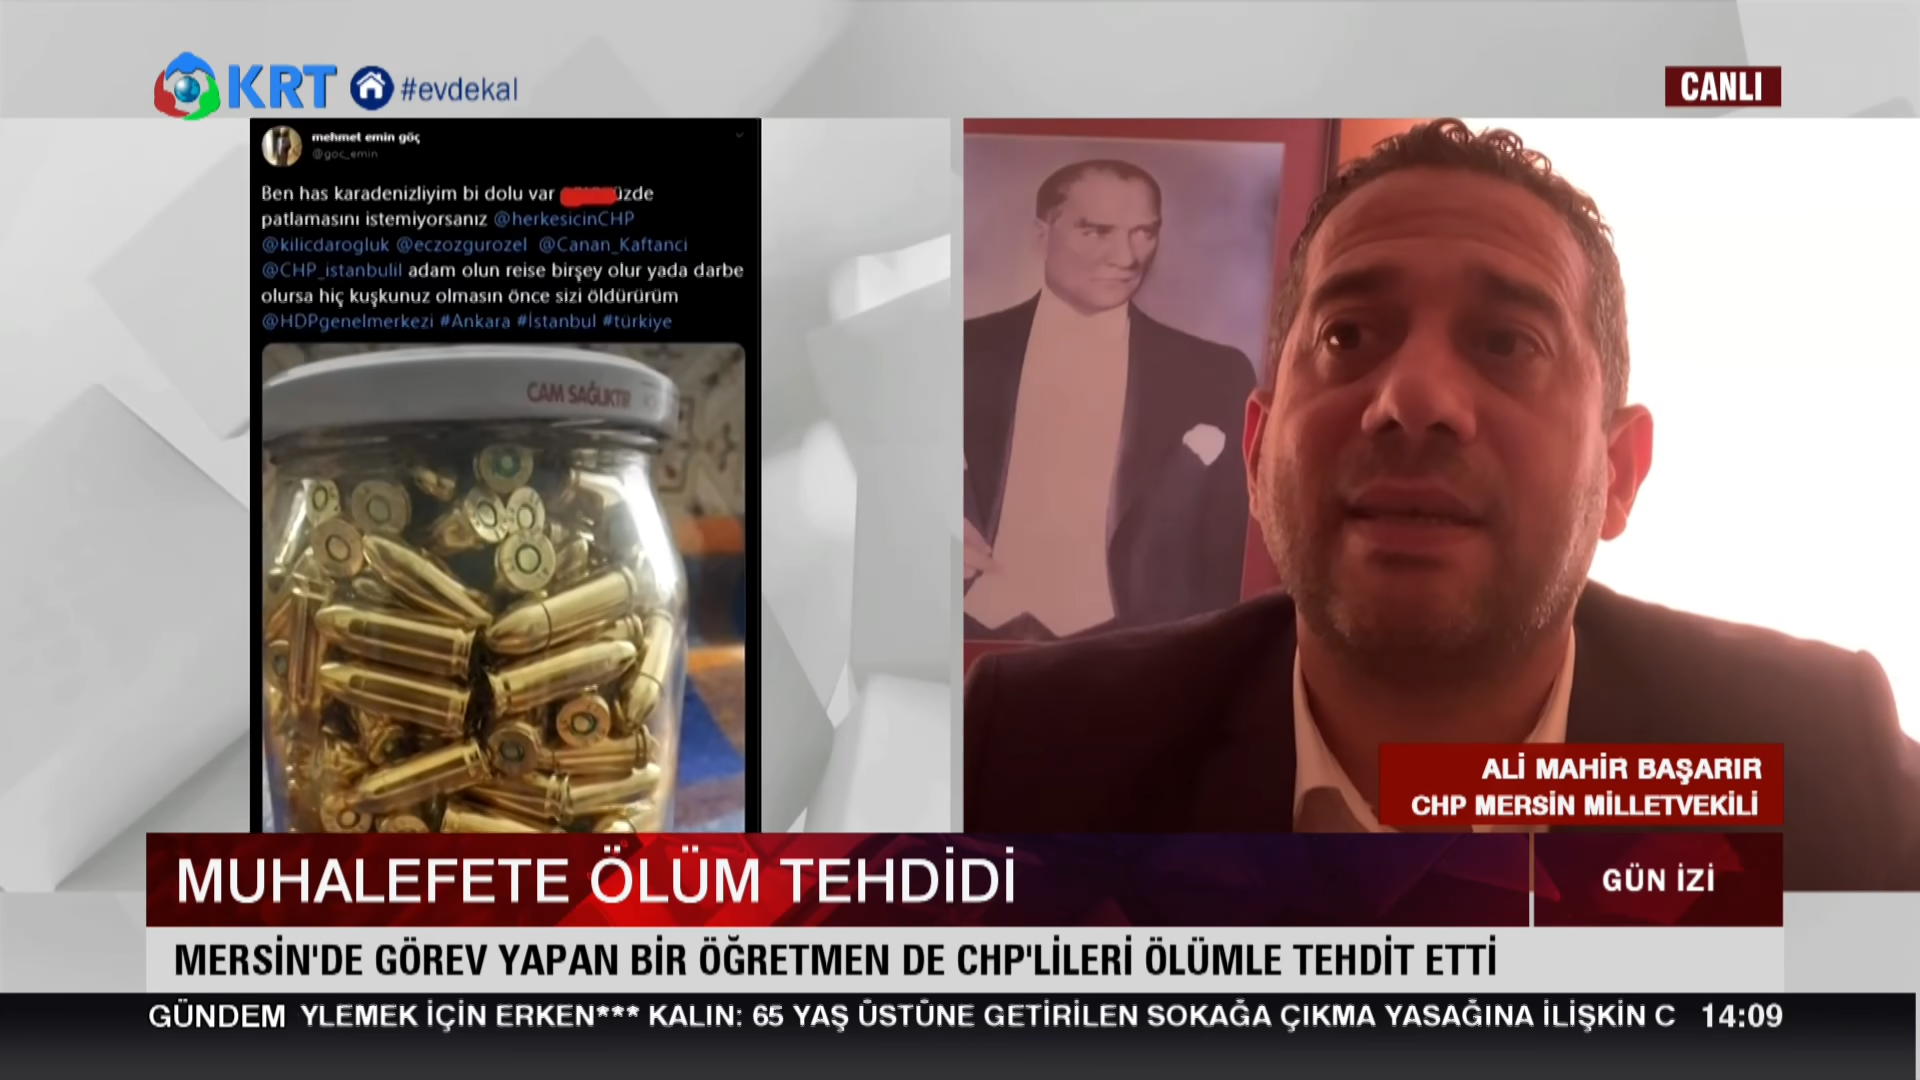 KRT #evdekal
CANLI
mehmet emin göç
@goc_emin
Ben has karadenizliyim bi dolu var üzde
patlamasını istemiyorsanız @herkesicinCHP
@kilicdarogluk @eczozgurozel @Canan_Kaftanci
@CHP_istanbulil adam olun reise birşey olur yada darbe
olursa hiç kuşkunuz olmasın önce sizi öldürürüm
@HDPgenelmerkezi #Ankara #İstanbul #türkiye
CAM SAĞLIKTIR
ALİ MAHİR BAŞARIR
CHP MERSİN MİLLETVEKİLİ
MUHALEFETE ÖLÜM TEHDİDİ
GÜN İZİ
MERSİN'DE GÖREV YAPAN BİR ÖĞRETMEN DE CHP'LİLERİ ÖLÜMLE TEHDİT ETTİ
GÜNDEM YLEMEK İÇİN ERKEN*** KALIN: 65 YAŞ ÜSTÜNE GETİRİLEN SOKAĞA ÇIKMA YASAĞINA İLİŞKİN C 14:09